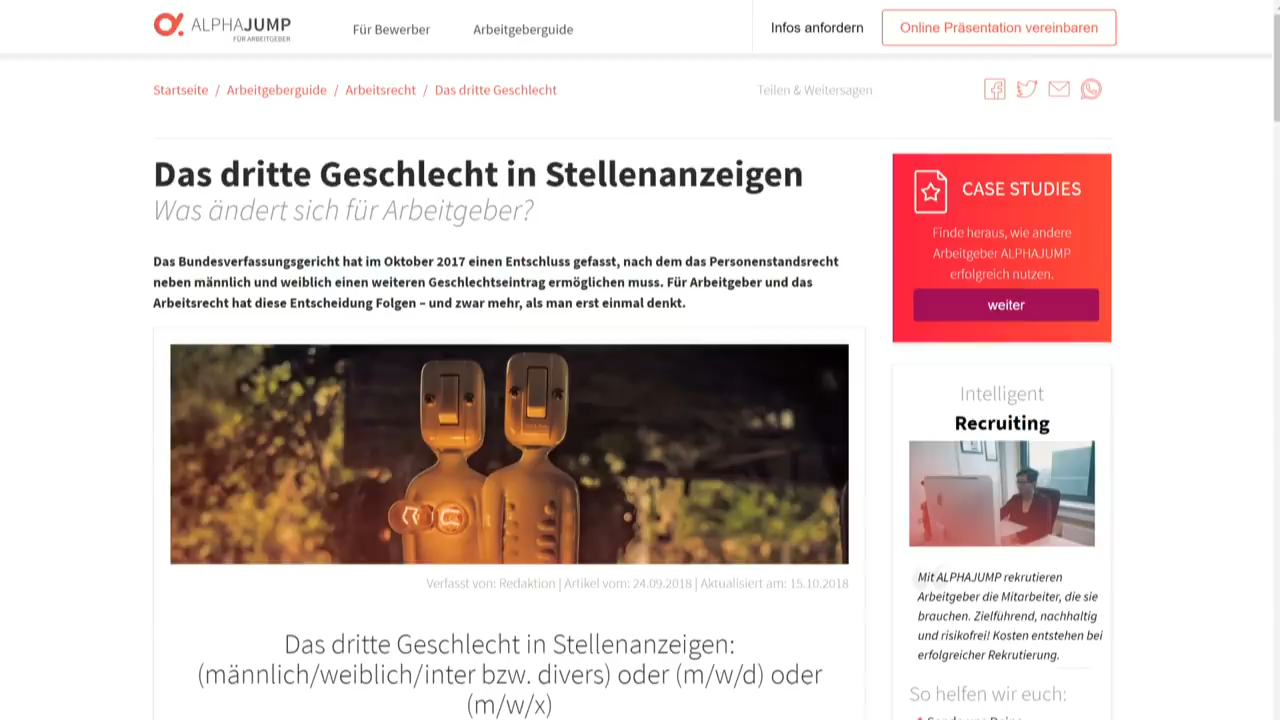 ALPHAJUMP
FÜR ARBEITGEBER
Für Bewerber
Arbeitgeberguide
Infos anfordern
Online Präsentation vereinbaren
Startseite / Arbeitgeberguide / Arbeitsrecht / Das dritte Geschlecht
Teilen & Weitersagen
Das dritte Geschlecht in Stellenanzeigen
Was ändert sich für Arbeitgeber?
Das Bundesverfassungsgericht hat im Oktober 2017 einen Entschluss gefasst, nach dem das Personenstandsrecht
neben männlich und weiblich einen weiteren Geschlechtseintrag ermöglichen muss. Für Arbeitgeber und das
Arbeitsrecht hat diese Entscheidung Folgen – und zwar mehr, als man erst einmal denkt.
Verfasst von: Redaktion | Artikel vom: 24.09.2018 | Aktualisiert am: 15.10.2018
Das dritte Geschlecht in Stellenanzeigen:
(männlich/weiblich/inter bzw. divers) oder (m/w/d) oder
(m/w/x)
CASE STUDIES
Finde heraus, wie andere
Arbeitgeber ALPHAJUMP
erfolgreich nutzen.
weiter
Intelligent
Recruiting
Mit ALPHAJUMP rekrutieren
Arbeitgeber die Mitarbeiter, die sie
brauchen. Zielführend, nachhaltig
und risikofrei! Kosten entstehen bei
erfolgreicher Rekrutierung.
So helfen wir euch: